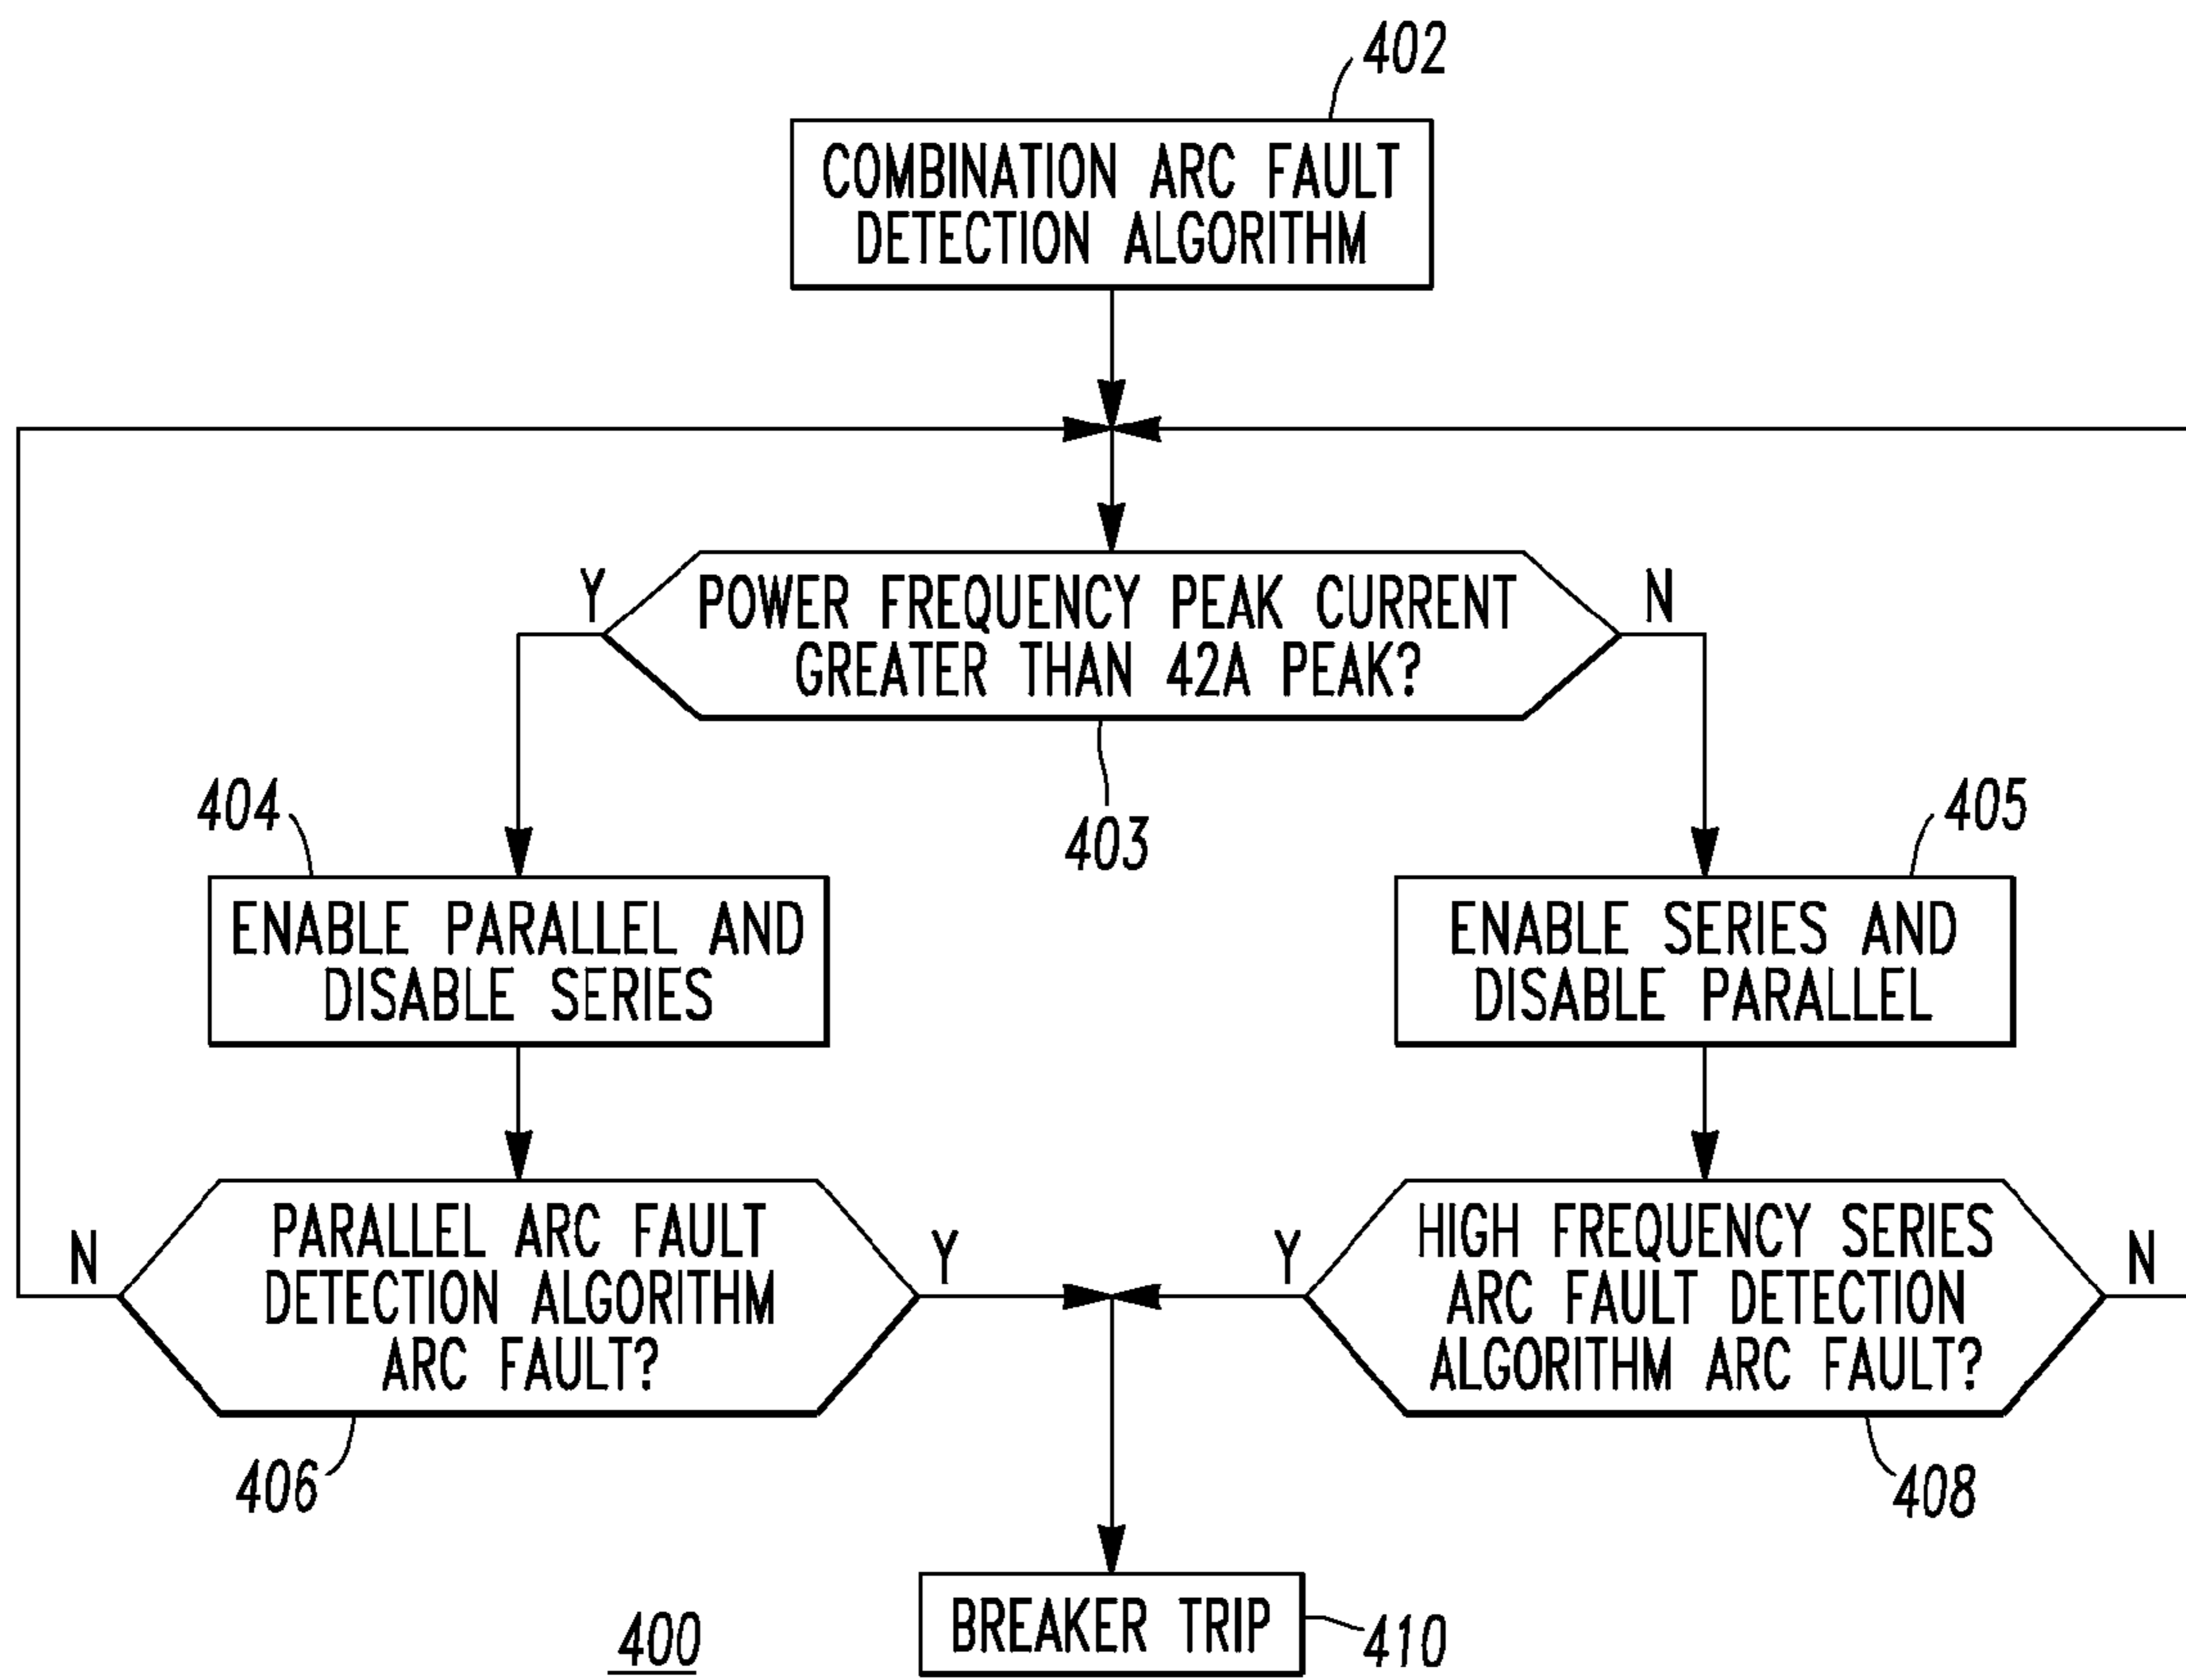 402
COMBINATION ARC FAULT
DETECTION ALGORITHM
Y
POWER FREQUENCY PEAK CURRENT
GREATER THAN 42A PEAK?
N
403
404
ENABLE PARALLEL AND
DISABLE SERIES
405
ENABLE SERIES AND
DISABLE PARALLEL
N
PARALLEL ARC FAULT
DETECTION ALGORITHM
ARC FAULT?
Y
406
Y
HIGH FREQUENCY SERIES
ARC FAULT DETECTION
ALGORITHM ARC FAULT?
N
408
BREAKER TRIP
410
400